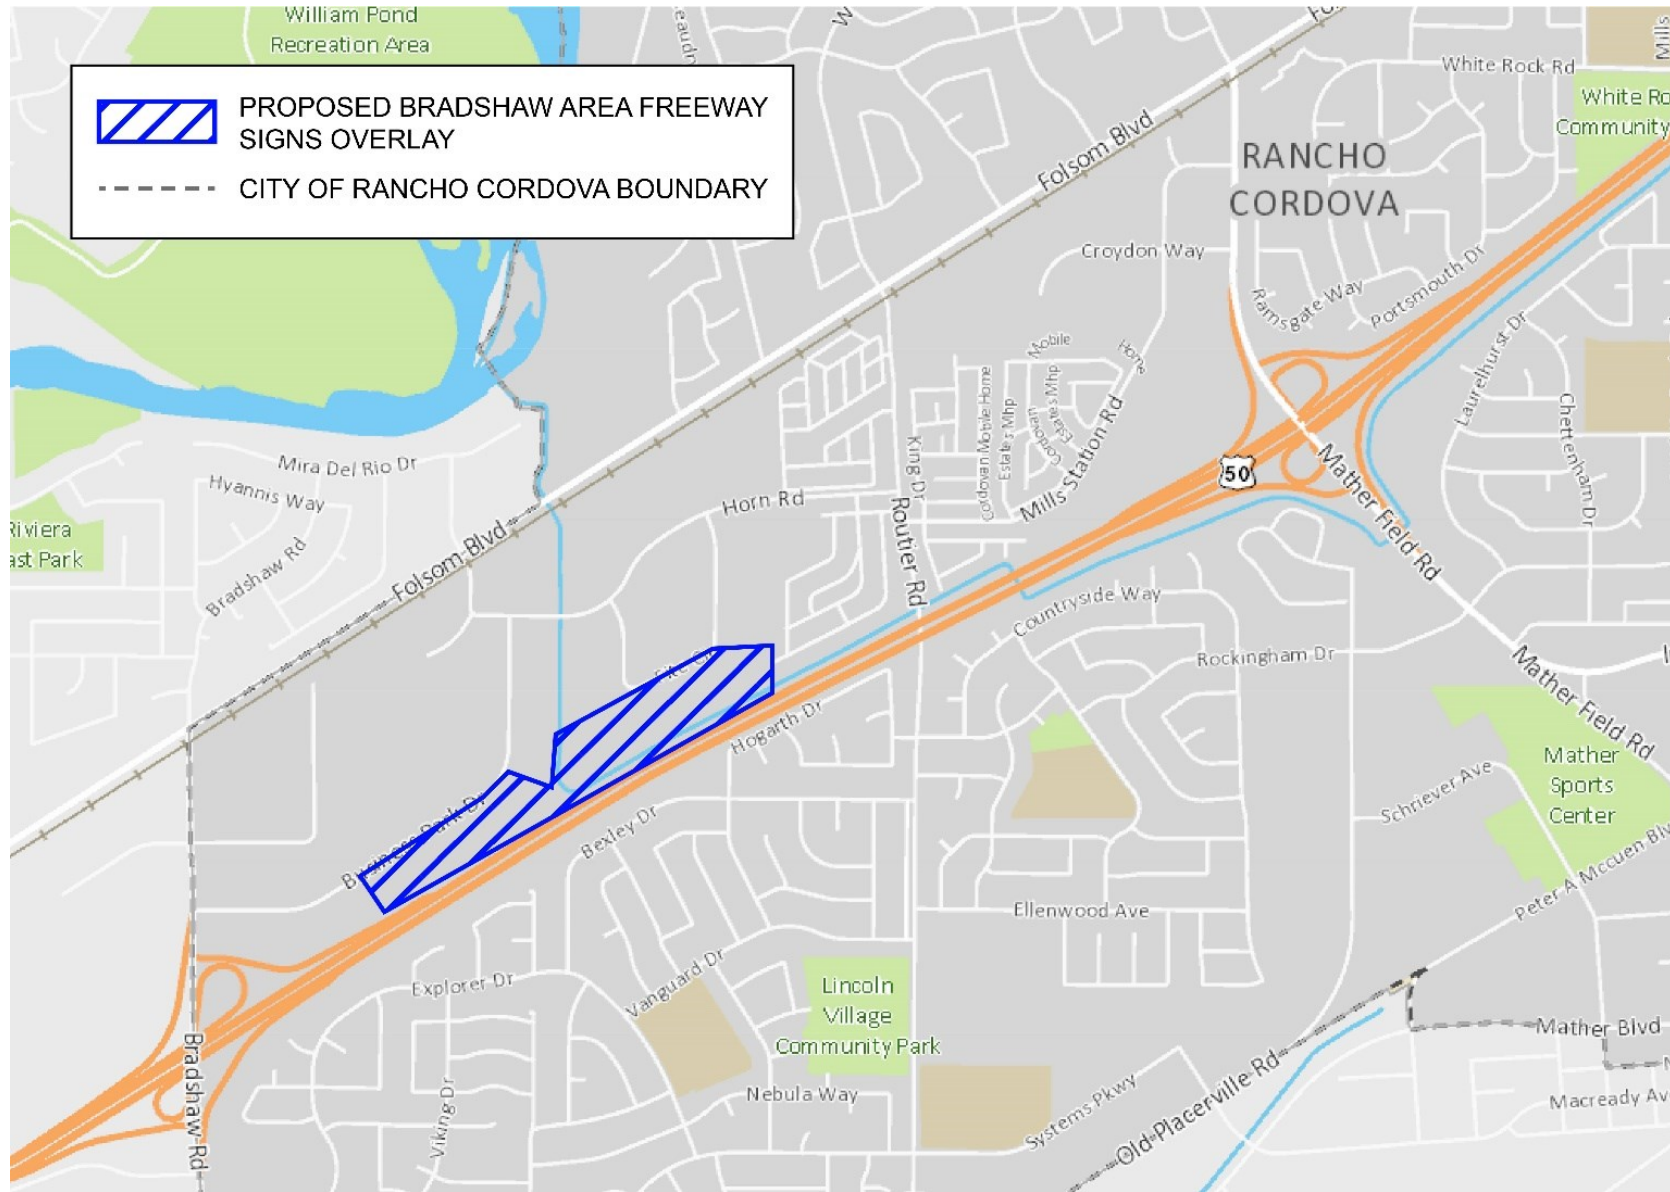 William Pond
Recreation Area
PROPOSED BRADSHAW AREA FREEWAY
SIGNS OVERLAY
CITY OF RANCHO CORDOVA BOUNDARY
White Rock Rd
Community
Folsom Blvd
RANCHO
CORDOVA
Croydon Way
Ramsgate Way
Portsmouth Dr
Laurelhurst Dr
Chettenham Dr
Mobile
Home
Cordovan Mobile Home
Estates Mhp
Cordovan
Estates Mhp
Mills Station Rd
King Dr
50
Mather Field Rd
Mira Del Rio Dr
Hyannis Way
Horn Rd
Routier Rd
Riviera
Bradshaw Rd
Folsom Blvd
Countryside Way
Rockingham Dr
Mather Field Rd
Hogarth Dr
Mather
Sports
Center
Schriever Ave
Business Park Dr
Bexley Dr
Peter A Mccuen Blv
Ellenwood Ave
Explorer Dr
Vanguard Dr
Lincoln
Village
Community Park
Mather Blvd
Bradshaw Rd
Viking Dr
Nebula Way
Systems Pkwy
Old Placerville Rd
Macready Av